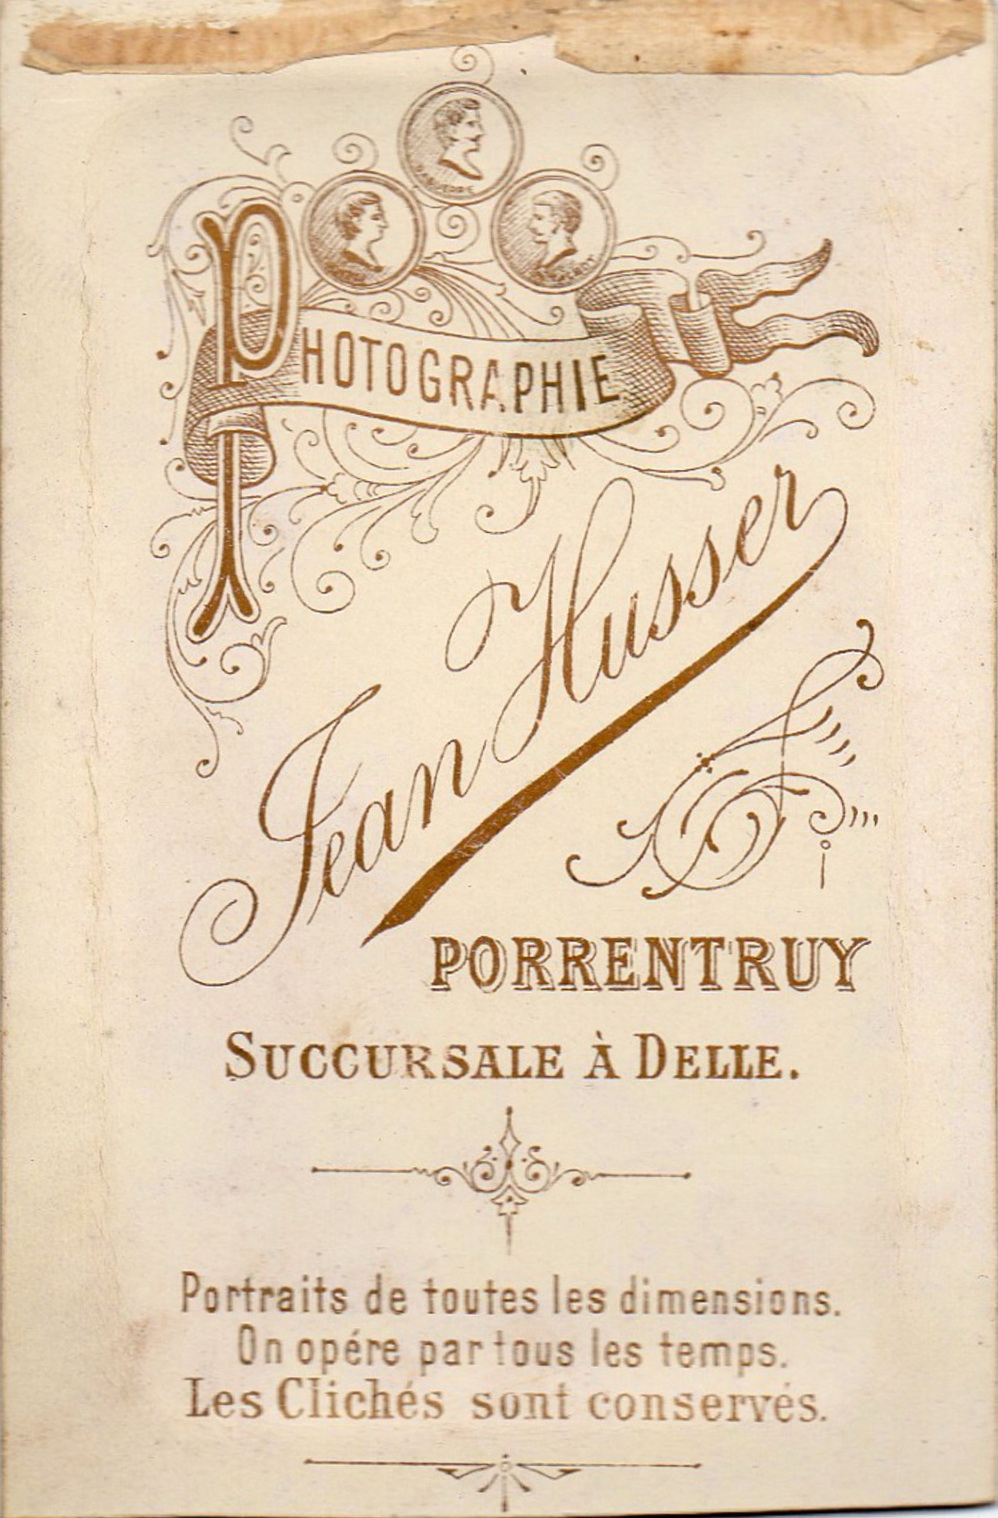 DAGUERRE
PHOTOGRAPHIE
Jean Husser
PORRENTRUY
SUCCURSALE À DELLE.
Portraits de toutes les dimensions.
On opére par tous les temps.
Les Clichés sont conservés.